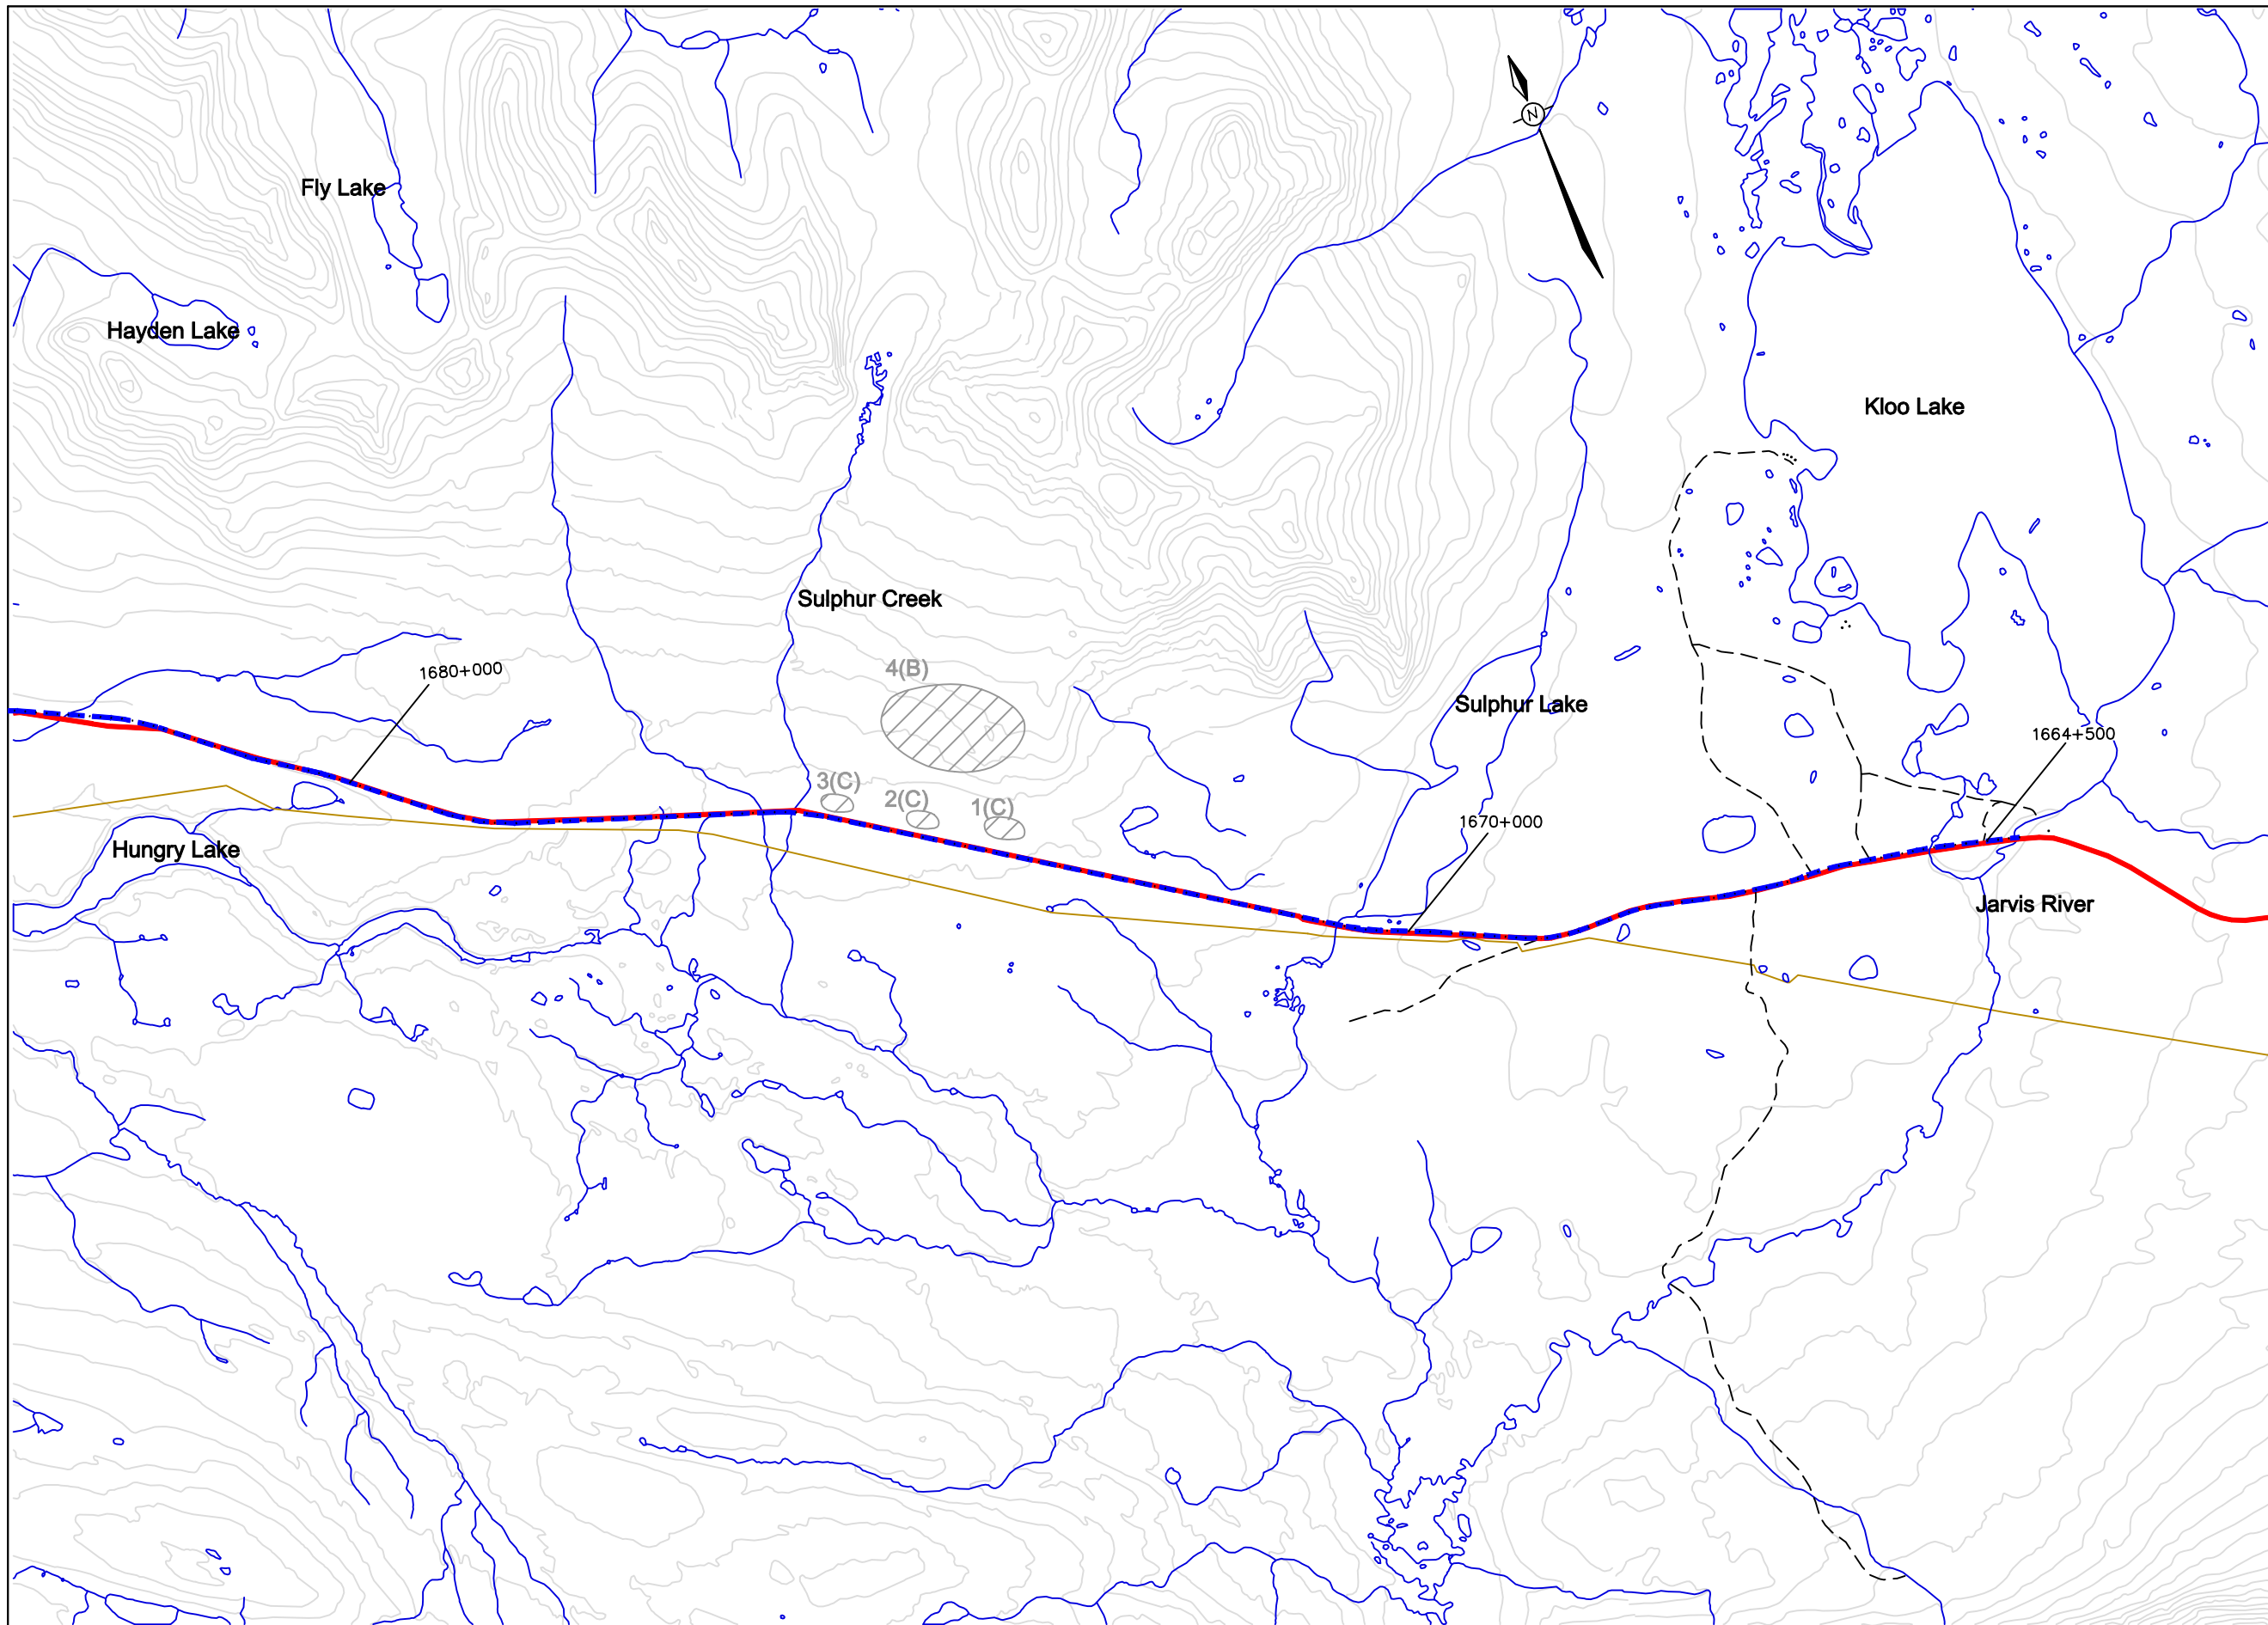 N
Fly Lake
Hayden Lake
Kloo Lake
Sulphur Creek
4(B)
1680+000
Sulphur Lake
1664+500
3(C)
2(C)
1(C)
1670+000
Hungry Lake
Jarvis River